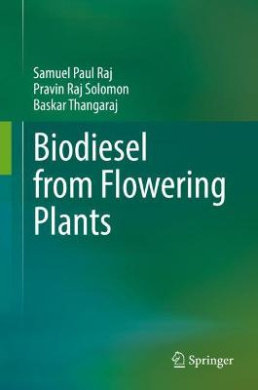 Samuel Paul Raj
Pravin Raj Solomon
Baskar Thangaraj
Biodiesel
from Flowering
Plants
Springer